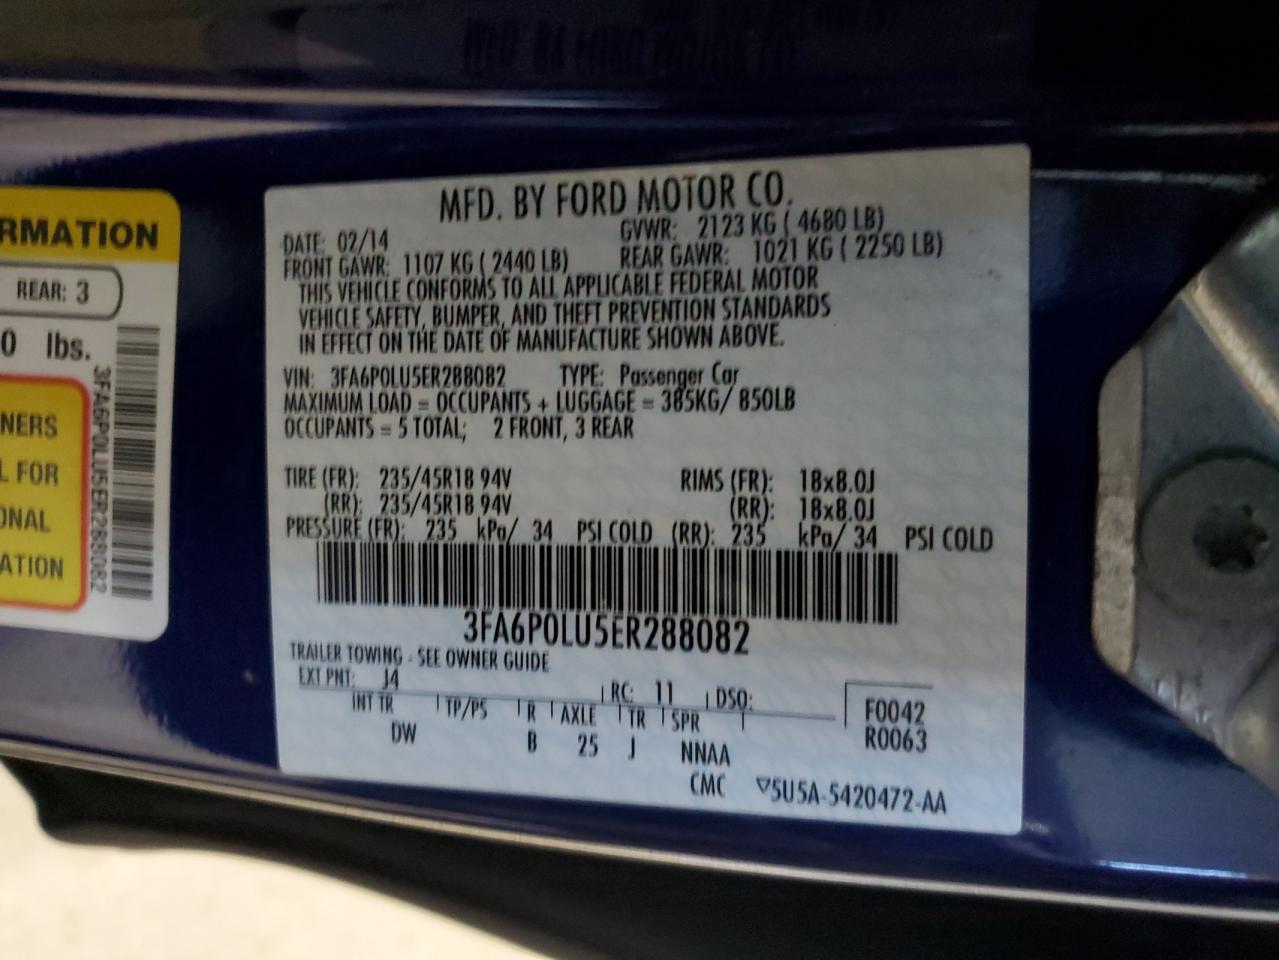 RMATION
REAR: 3
0 lbs.
NERS
L FOR
ONAL
ATION
3FA6P0LU5ER288082
MFD. BY FORD MOTOR CO.
DATE: 02/14 GVWR: 2123 KG ( 4680 LB)
FRONT GAWR: 1107 KG ( 2440 LB) REAR GAWR: 1021 KG ( 2250 LB)
THIS VEHICLE CONFORMS TO ALL APPLICABLE FEDERAL MOTOR
VEHICLE SAFETY, BUMPER, AND THEFT PREVENTION STANDARDS
IN EFFECT ON THE DATE OF MANUFACTURE SHOWN ABOVE.
VIN: 3FA6P0LU5ER288082 TYPE: Passenger Car
MAXIMUM LOAD = OCCUPANTS + LUGGAGE = 385KG/ 850LB
OCCUPANTS = 5 TOTAL; 2 FRONT, 3 REAR
TIRE (FR): 235/45R18 94V RIMS (FR): 18x8.0J
(RR): 235/45R18 94V (RR): 18x8.0J
PRESSURE (FR): 235 kPa/ 34 PSI COLD (RR): 235 kPa/ 34 PSI COLD
3FA6P0LU5ER288082
TRAILER TOWING - SEE OWNER GUIDE
EXT PNT: J4 RC: 11 DSO:
INT TR TP/PS R AXLE TR SPR F0042
DW B 25 J NNAA R0063
CMC ▽5U5A-5420472-AA